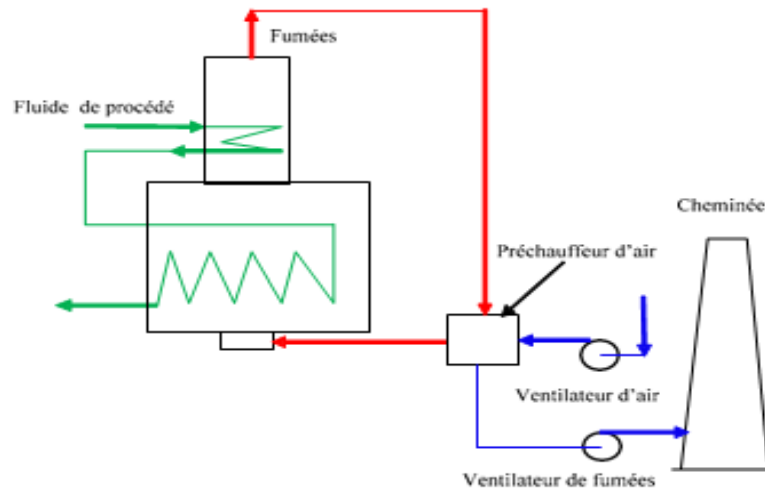 Fumées
Fluide de procédé
Cheminée
Préchauffeur d'air
Ventilateur d'air
Ventilateur de fumées